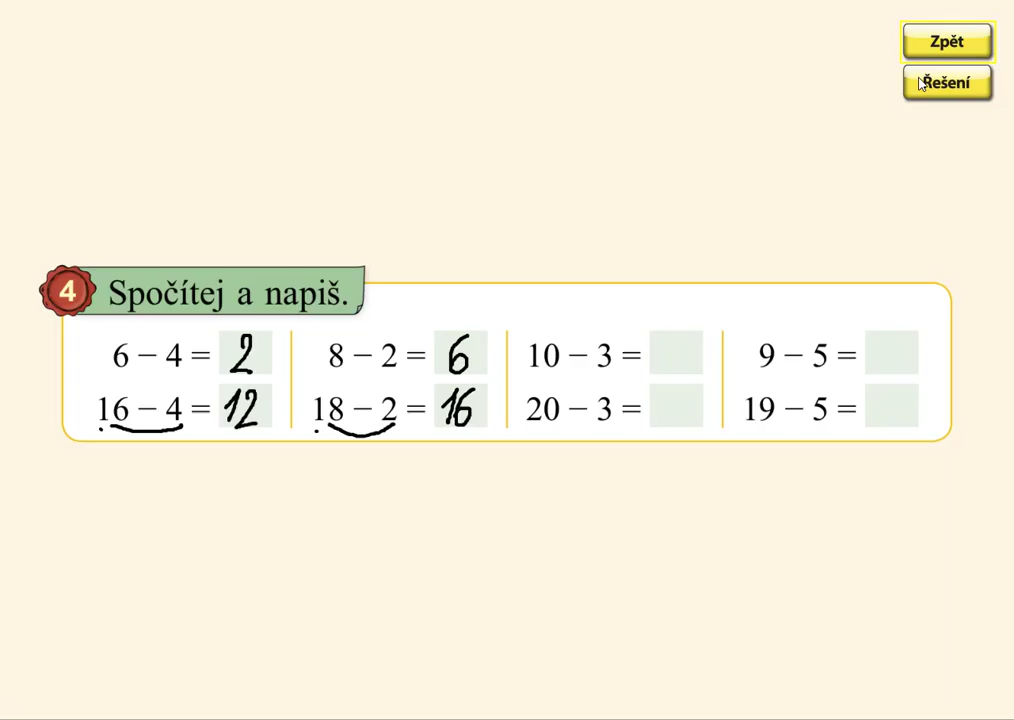 Zpět
Řešení
4 Spočítej a napiš.
6 − 4 = 2 8 − 2 = 6 10 − 3 = 9 − 5 =
16 − 4 = 12 18 − 2 = 16 20 − 3 = 19 − 5 =